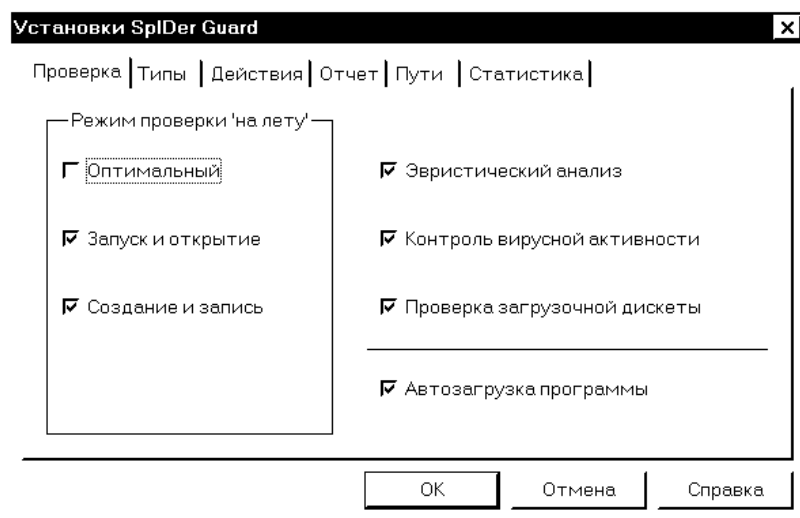 Установки SpIDer Guard
Проверка Типы Действия Отчет Пути Статистика
Режим проверки 'на лету'
Оптимальный
Запуск и открытие
Создание и запись
Эвристический анализ
Контроль вирусной активности
Проверка загрузочной дискеты
Автозагрузка программы
OK Отмена Справка